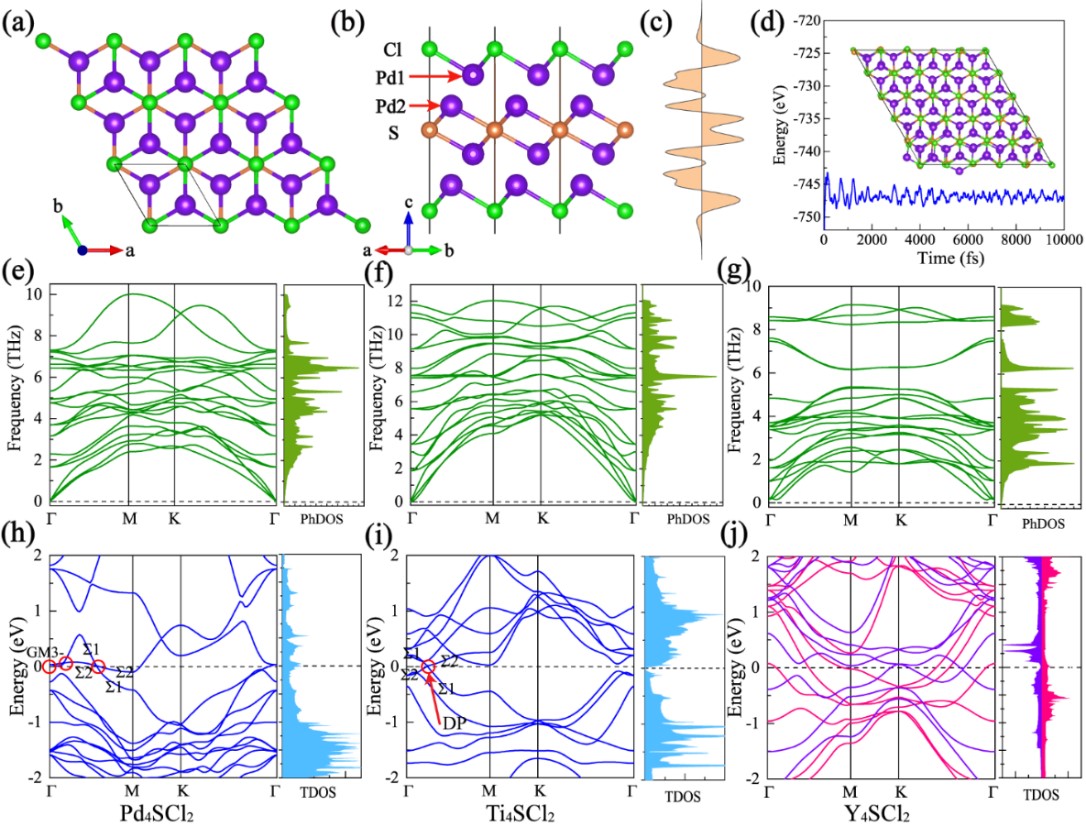 (a)
(b)
(c)
(d)
Cl
Pd1
Pd2
S
b
a
c
a
b
Energy (eV)
-720
-725
-730
-735
-740
-745
-750
0 2000 4000 6000 8000 10000
Time (fs)
(e)
(f)
(g)
Frequency (THz)
10
8
6
4
2
0
Γ M K Γ
PhDOS
Frequency (THz)
12
10
8
6
4
2
0
Γ M K Γ
PhDOS
Frequency (THz)
10
8
6
4
2
0
Γ M K Γ
PhDOS
(h)
(i)
(j)
Energy (eV)
2
1
0
-1
-2
GM3-
Σ1
Σ2
Σ2
Σ1
Γ M K Γ
TDOS
Pd4SCl2
Energy (eV)
2
1
0
-1
-2
Σ1
Σ2
Σ2
Σ1
DP
Γ M K Γ
TDOS
Ti4SCl2
Energy (eV)
2
1
0
-1
-2
Γ M K Γ
TDOS
Y4SCl2